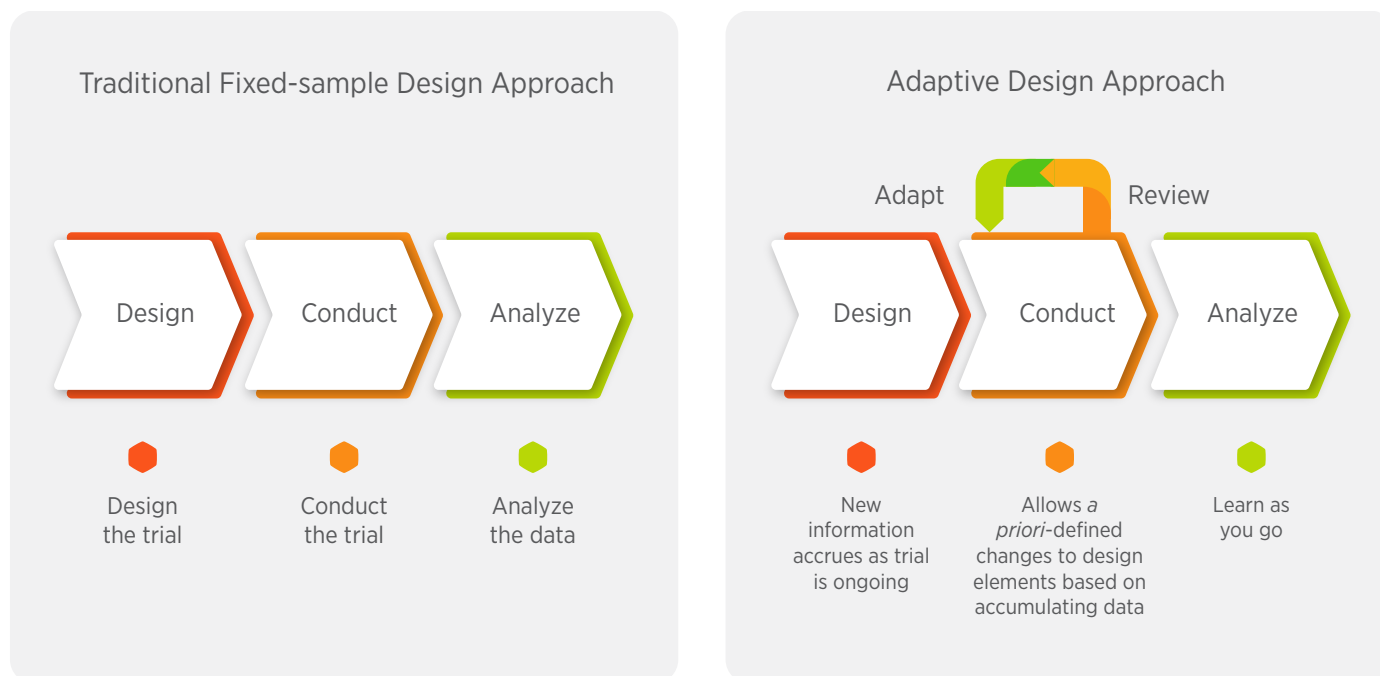 Traditional Fixed-sample Design Approach
Design
Conduct
Analyze
Design
the trial
Conduct
the trial
Analyze
the data
Adaptive Design Approach
Adapt
Review
Design
Conduct
Analyze
New
information
accrues as trial
is ongoing
Allows a
priori-defined
changes to design
elements based on
accumulating data
Learn as
you go